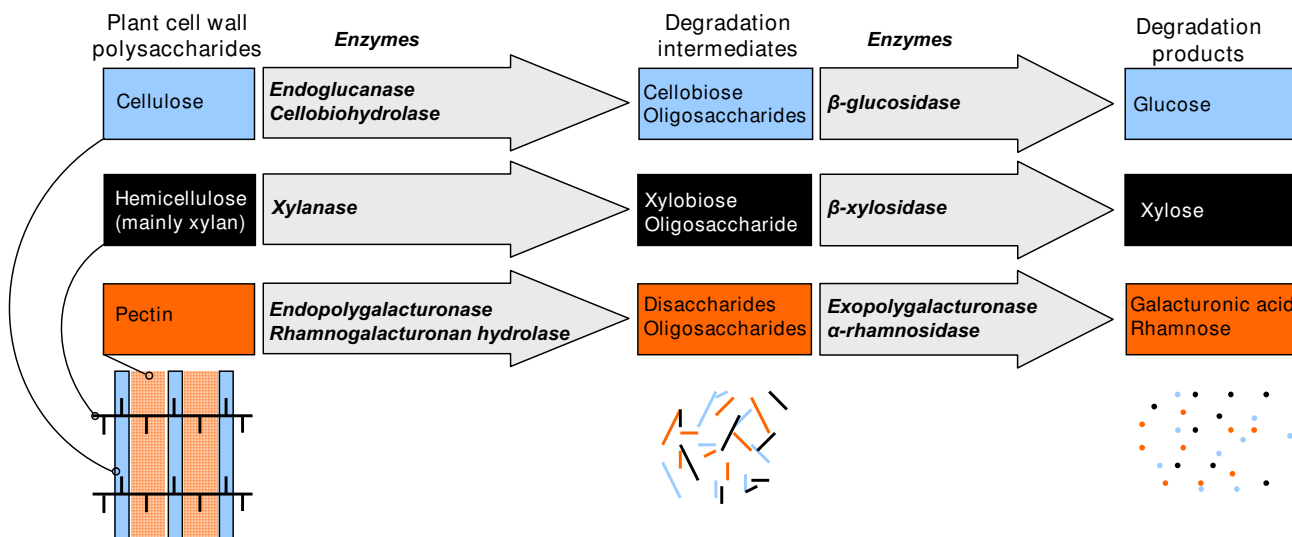 Plant cell wall
polysaccharides
Enzymes
Degradation
intermediates
Enzymes
Degradation
products
Cellulose
Endoglucanase
Cellobiohydrolase
Cellobiose
Oligosaccharides
β-glucosidase
Glucose
Hemicellulose
(mainly xylan)
Xylanase
Xylobiose
Oligosaccharide
β-xylosidase
Xylose
Pectin
Endopolygalacturonase
Rhamnogalacturonan hydrolase
Disaccharides
Oligosaccharides
Exopolygalacturonase
α-rhamnosidase
Galacturonic acid
Rhamnose